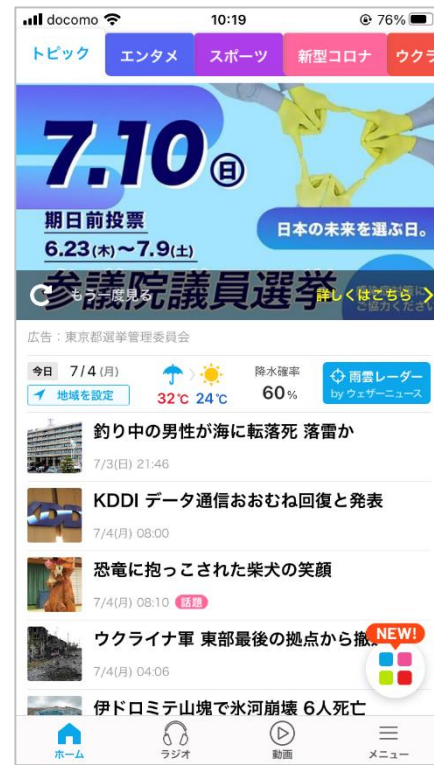 docomo 10:19 76%
トピック エンタメ スポーツ 新型コロナ ウクラ
7.10(日)
期日前投票
6.23(木)～7.9(土)
日本の未来を選ぶ日。
参議院議員選挙
もう一度見る
詳しくはこちら
ご協力ください
広告：東京都選挙管理委員会
今日 7/4(月)
地域を設定
32℃ 24℃
降水確率
60%
雨雲レーダー
by ウェザーニュース
釣り中の男性が海に転落死 落雷か
7/3(日) 21:46
KDDI データ通信おおむね回復と発表
7/4(月) 08:00
恐竜に抱っこされた柴犬の笑顔
7/4(月) 08:10 話題
ウクライナ軍 東部最後の拠点から撤
7/4(月) 04:06
NEW!
伊ドロミテ山塊で氷河崩壊 6人死亡
ホーム ラジオ 動画 メニュー